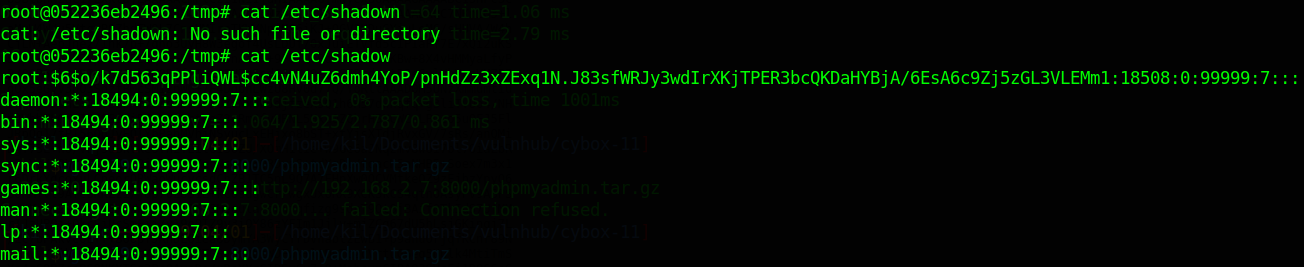 root@052236eb2496:/tmp# cat /etc/shadown
cat: /etc/shadown: No such file or directory
root@052236eb2496:/tmp# cat /etc/shadow
root:$6$o/k7d563qPPliQWL$cc4vN4uZ6dmh4YoP/pnHdZz3xZExq1N.J83sfWRJy3wdIrXKjTPER3bcQKDaHYBjA/6EsA6c9Zj5zGL3VLEMm1:18508:0:99999:7:::
daemon:*:18494:0:99999:7:::
bin:*:18494:0:99999:7:::
sys:*:18494:0:99999:7:::
sync:*:18494:0:99999:7:::
games:*:18494:0:99999:7:::
man:*:18494:0:99999:7:::
lp:*:18494:0:99999:7:::
mail:*:18494:0:99999:7:::